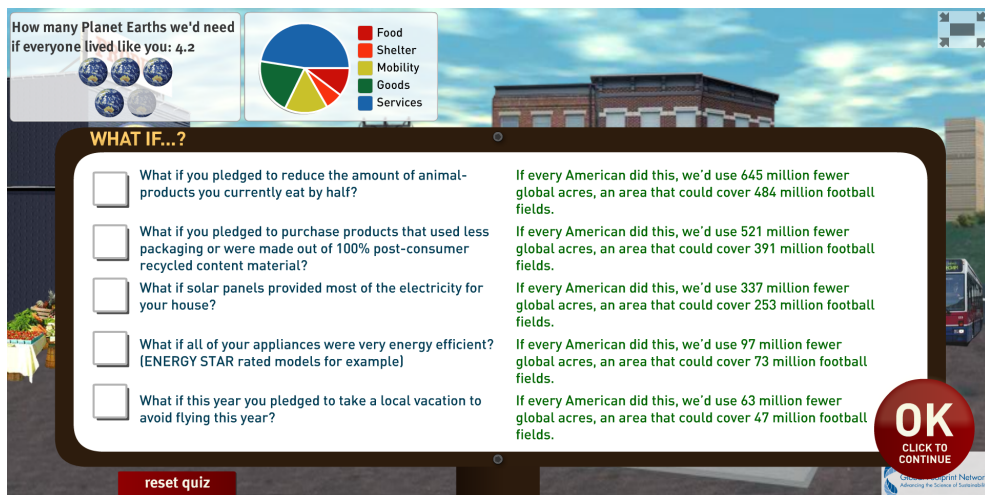 How many Planet Earths we'd need
if everyone lived like you: 4.2
Food
Shelter
Mobility
Goods
Services
WHAT IF...?
What if you pledged to reduce the amount of animal-
products you currently eat by half?
If every American did this, we'd use 645 million fewer
global acres, an area that could cover 484 million football
fields.
What if you pledged to purchase products that used less
packaging or were made out of 100% post-consumer
recycled content material?
If every American did this, we'd use 521 million fewer
global acres, an area that could cover 391 million football
fields.
What if solar panels provided most of the electricity for
your house?
If every American did this, we'd use 337 million fewer
global acres, an area that could cover 253 million football
fields.
What if all of your appliances were very energy efficient?
(ENERGY STAR rated models for example)
If every American did this, we'd use 97 million fewer
global acres, an area that could cover 73 million football
fields.
What if this year you pledged to take a local vacation to
avoid flying this year?
If every American did this, we'd use 63 million fewer
global acres, an area that could cover 47 million football
fields.
OK
CLICK TO
CONTINUE
reset quiz
Advancing the Science of Sustainabili